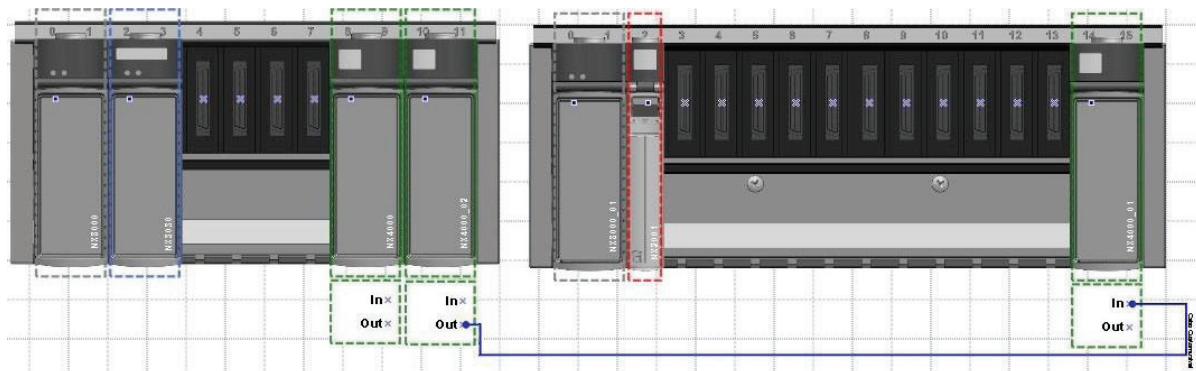 0 1 2 3 4 5 6 7 8 9 10 11
NX8000
NX3030
NX4000
NX4000_02
In
Out
In
Out
0 1 2 3 4 5 6 7 8 9 10 11 12 13 14 15
NX8000_01
NX2001
NX4000_01
In
Out